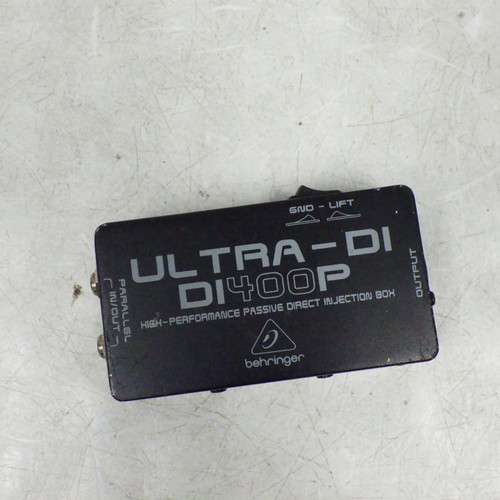 GND - LIFT
ULTRA-DI
DI400P
HIGH-PERFORMANCE PASSIVE DIRECT INJECTION BOX
behringer
PARALLEL
IN/OUT
OUTPUT